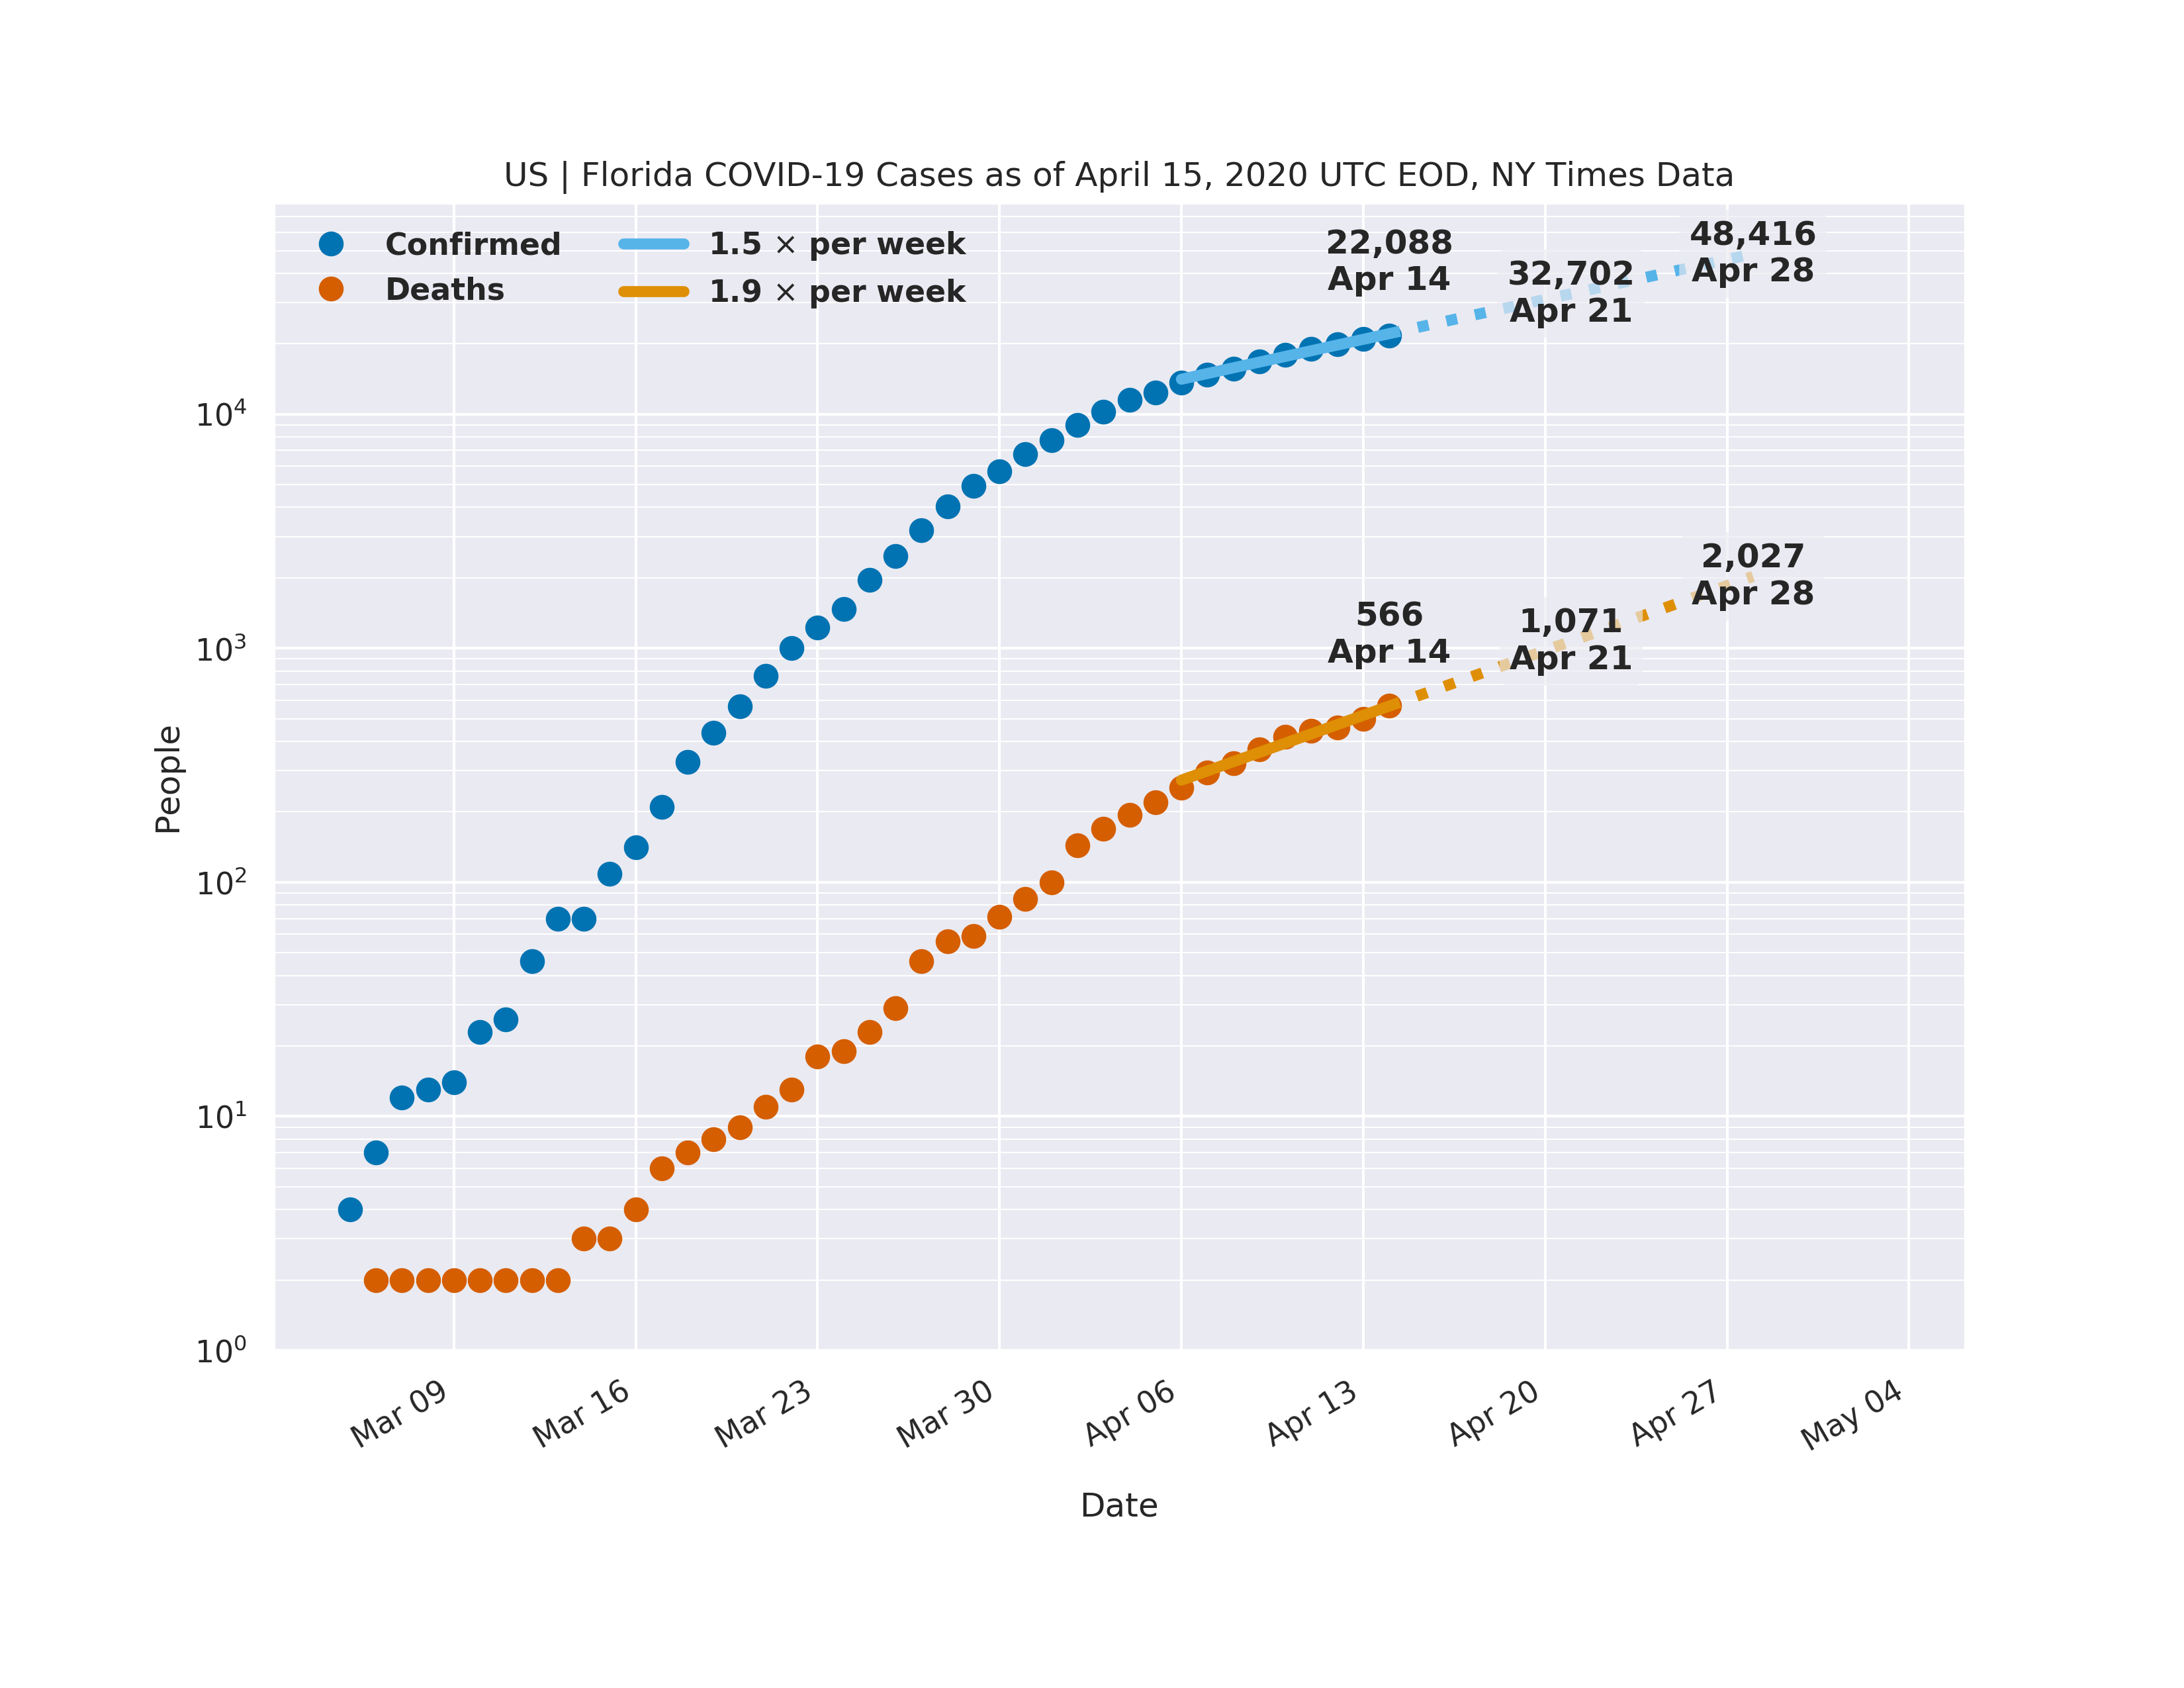 US | Florida COVID-19 Cases as of April 15, 2020 UTC EOD, NY Times Data
Confirmed
Deaths
1.5 × per week
1.9 × per week
22,088
Apr 14
32,702
Apr 21
48,416
Apr 28
566
Apr 14
1,071
Apr 21
2,027
Apr 28
People
10⁴
10³
10²
10¹
10⁰
Mar 09
Mar 16
Mar 23
Mar 30
Apr 06
Apr 13
Apr 20
Apr 27
May 04
Date